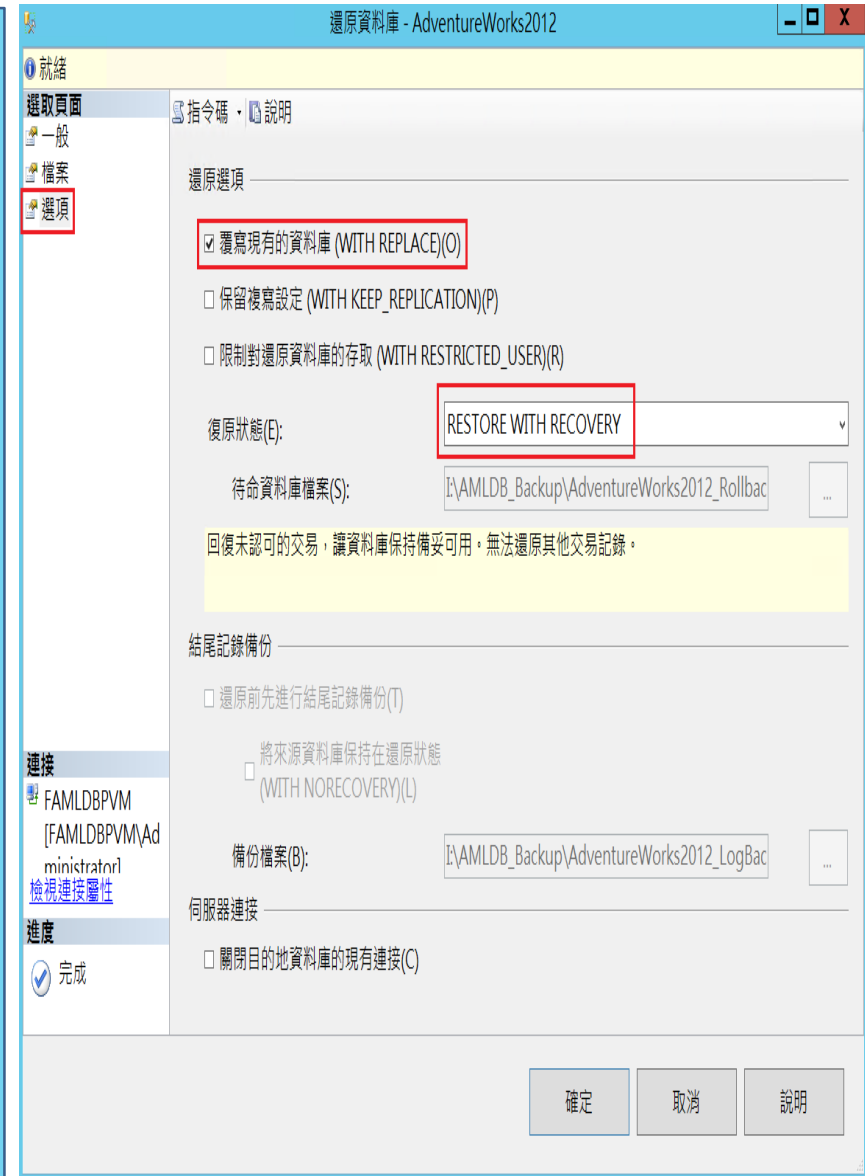 還原資料庫 - AdventureWorks2012
就緒
選取頁面
一般
檔案
選項
指令碼 說明
還原選項
覆寫現有的資料庫 (WITH REPLACE)(O)
保留複寫設定 (WITH KEEP_REPLICATION)(P)
限制對還原資料庫的存取 (WITH RESTRICTED_USER)(R)
復原狀態(E): RESTORE WITH RECOVERY
待命資料庫檔案(S): I:\AMLDB_Backup\AdventureWorks2012_Rollbac ...
回復未認可的交易，讓資料庫保持備妥可用。無法還原其他交易記錄。
結尾記錄備份
還原前先進行結尾記錄備份(T)
將來源資料庫保持在還原狀態
(WITH NORECOVERY)(L)
備份檔案(B): I:\AMLDB_Backup\AdventureWorks2012_LogBac ...
伺服器連接
關閉目的地資料庫的現有連接(C)
連接
FAMLDBPVM
[FAMLDBPVM\Ad
ministrator]
檢視連接屬性
進度
完成
確定 取消 說明